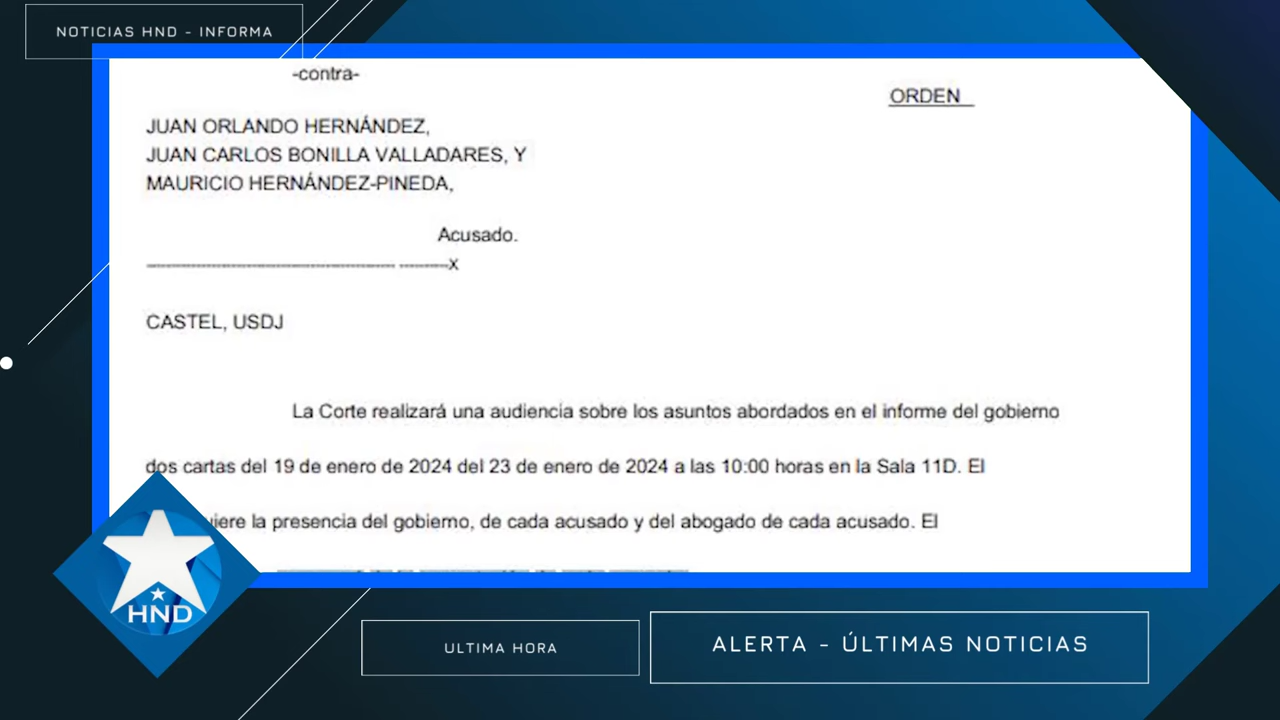 NOTICIAS HND - INFORMA
-contra-
ORDEN
JUAN ORLANDO HERNÁNDEZ,
JUAN CARLOS BONILLA VALLADARES, Y
MAURICIO HERNÁNDEZ-PINEDA,
Acusado.
X
CASTEL, USDJ
La Corte realizará una audiencia sobre los asuntos abordados en el informe del gobierno
dos cartas del 19 de enero de 2024 del 23 de enero de 2024 a las 10:00 horas en la Sala 11D. El
la presencia del gobierno, de cada acusado y del abogado de cada acusado. El
HND
ULTIMA HORA
ALERTA - ÚLTIMAS NOTICIAS